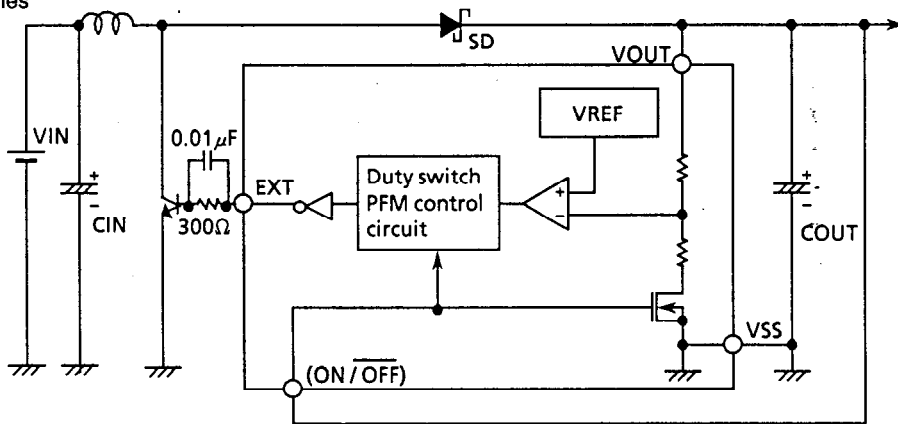 SD
VOUT
VREF
VIN
0.01μF
+
EXT
Duty switch
PFM control
circuit
+
−
+
−
CIN
300Ω
+
−
COUT
VSS
(ON / OFF)